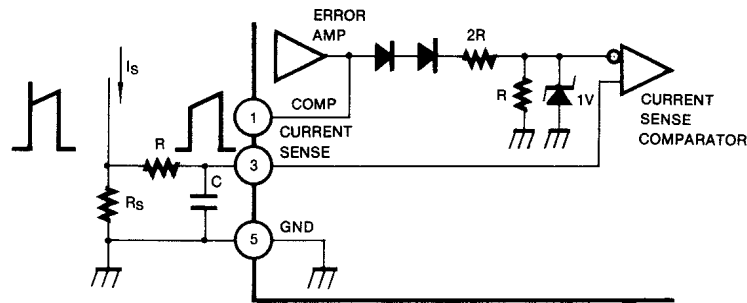 ERROR
AMP
2R
IS
1
COMP
R
1V
CURRENT
SENSE
COMPARATOR
CURRENT
SENSE
R
3
C
RS
GND
5